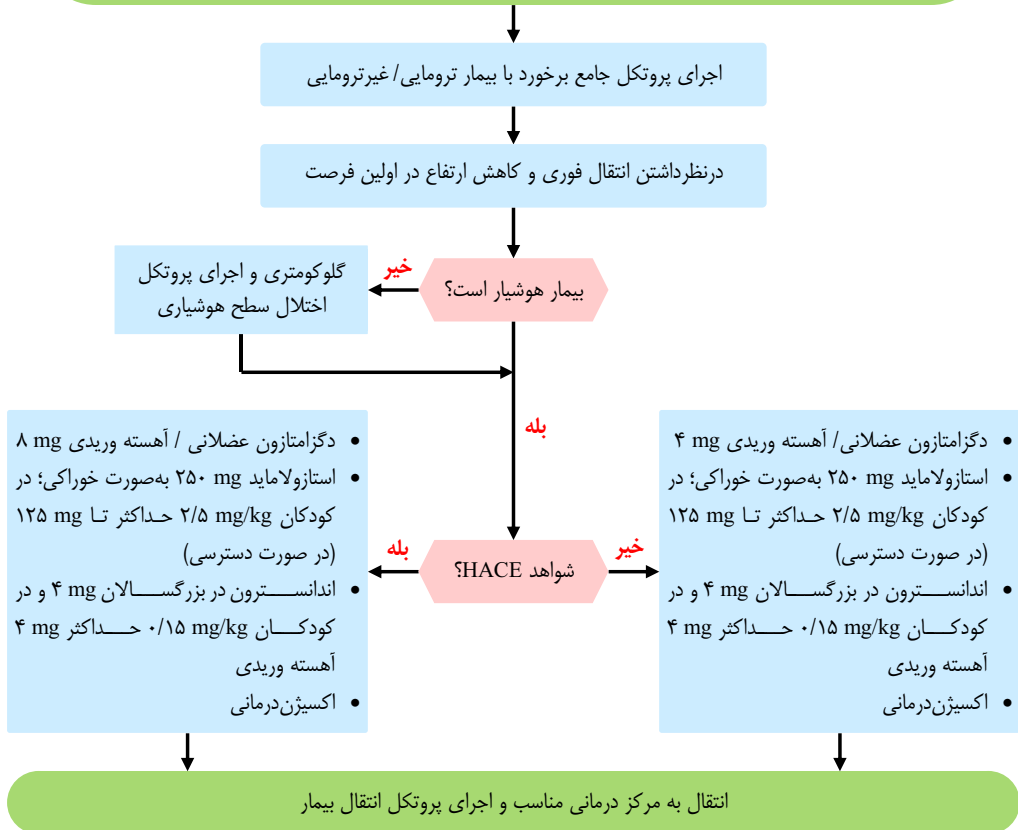 اجرای پروتکل جامع برخورد با بیمار ترومایی/ غیرترومایی
درنظرداشتن انتقال فوری و کاهش ارتفاع در اولین فرصت
بیمار هوشیار است؟
خیر
گلوکومتری و اجرای پروتکل
اختلال سطح هوشیاری
بله
شواهد HACE؟
خیر
• دگزامتازون عضلانی/ آهسته وریدی ۴ mg
• استازولاماید ۲۵۰ mg به‌صورت خوراکی؛ در
کودکان ۲/۵ mg/kg حداکثر تا ۱۲۵ mg
(در صورت دسترسی)
• اندانسترون در بزرگسالان ۴ mg و در
کودکان ۰/۱۵ mg/kg حداکثر ۴ mg
آهسته وریدی
• اکسیژن‌درمانی
بله
• دگزامتازون عضلانی / آهسته وریدی ۸ mg
• استازولاماید ۲۵۰ mg به‌صورت خوراکی؛ در
کودکان ۲/۵ mg/kg حداکثر تا ۱۲۵ mg
(در صورت دسترسی)
• اندانسترون در بزرگسالان ۴ mg و در
کودکان ۰/۱۵ mg/kg حداکثر ۴ mg
آهسته وریدی
• اکسیژن‌درمانی
انتقال به مرکز درمانی مناسب و اجرای پروتکل انتقال بیمار